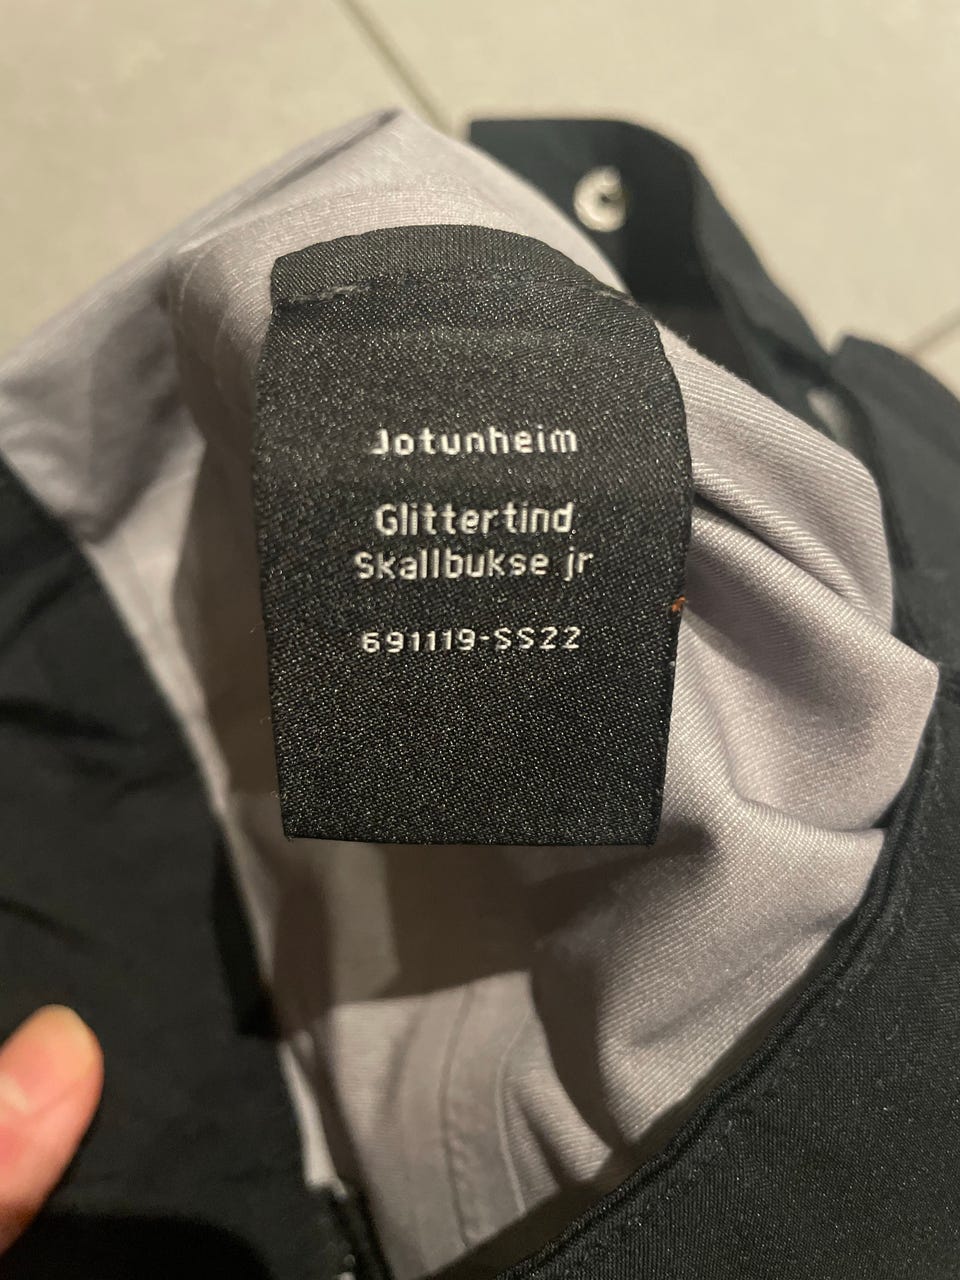 Jotunheim
Glittertind
Skallbukse jr
691119-SS22